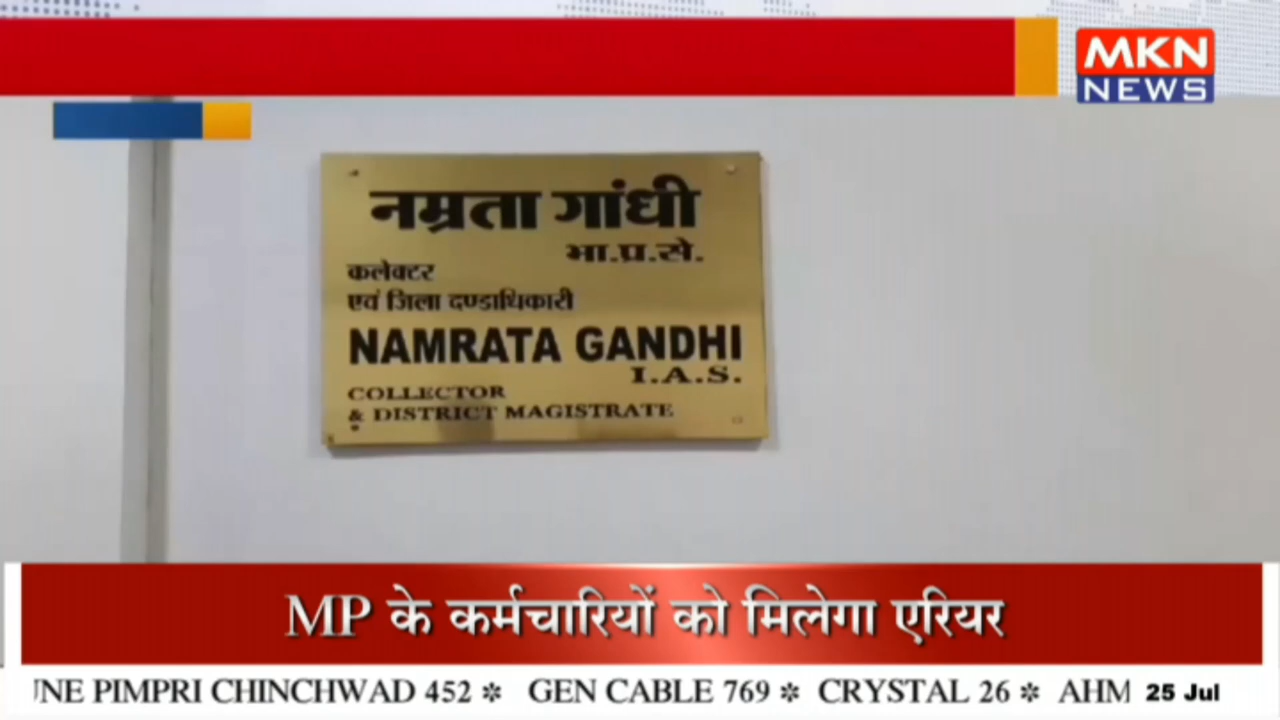 MKN
NEWS
नम्रता गांधी
भा.प्र.से.
कलेक्टर
एवं जिला दण्डाधिकारी
NAMRATA GANDHI
I.A.S.
COLLECTOR
& DISTRICT MAGISTRATE
MP के कर्मचारियों को मिलेगा एरियर
NE PIMPRI CHINCHWAD 452 ✻ GEN CABLE 769 ✻ CRYSTAL 26 ✻ AHM 25 Jul